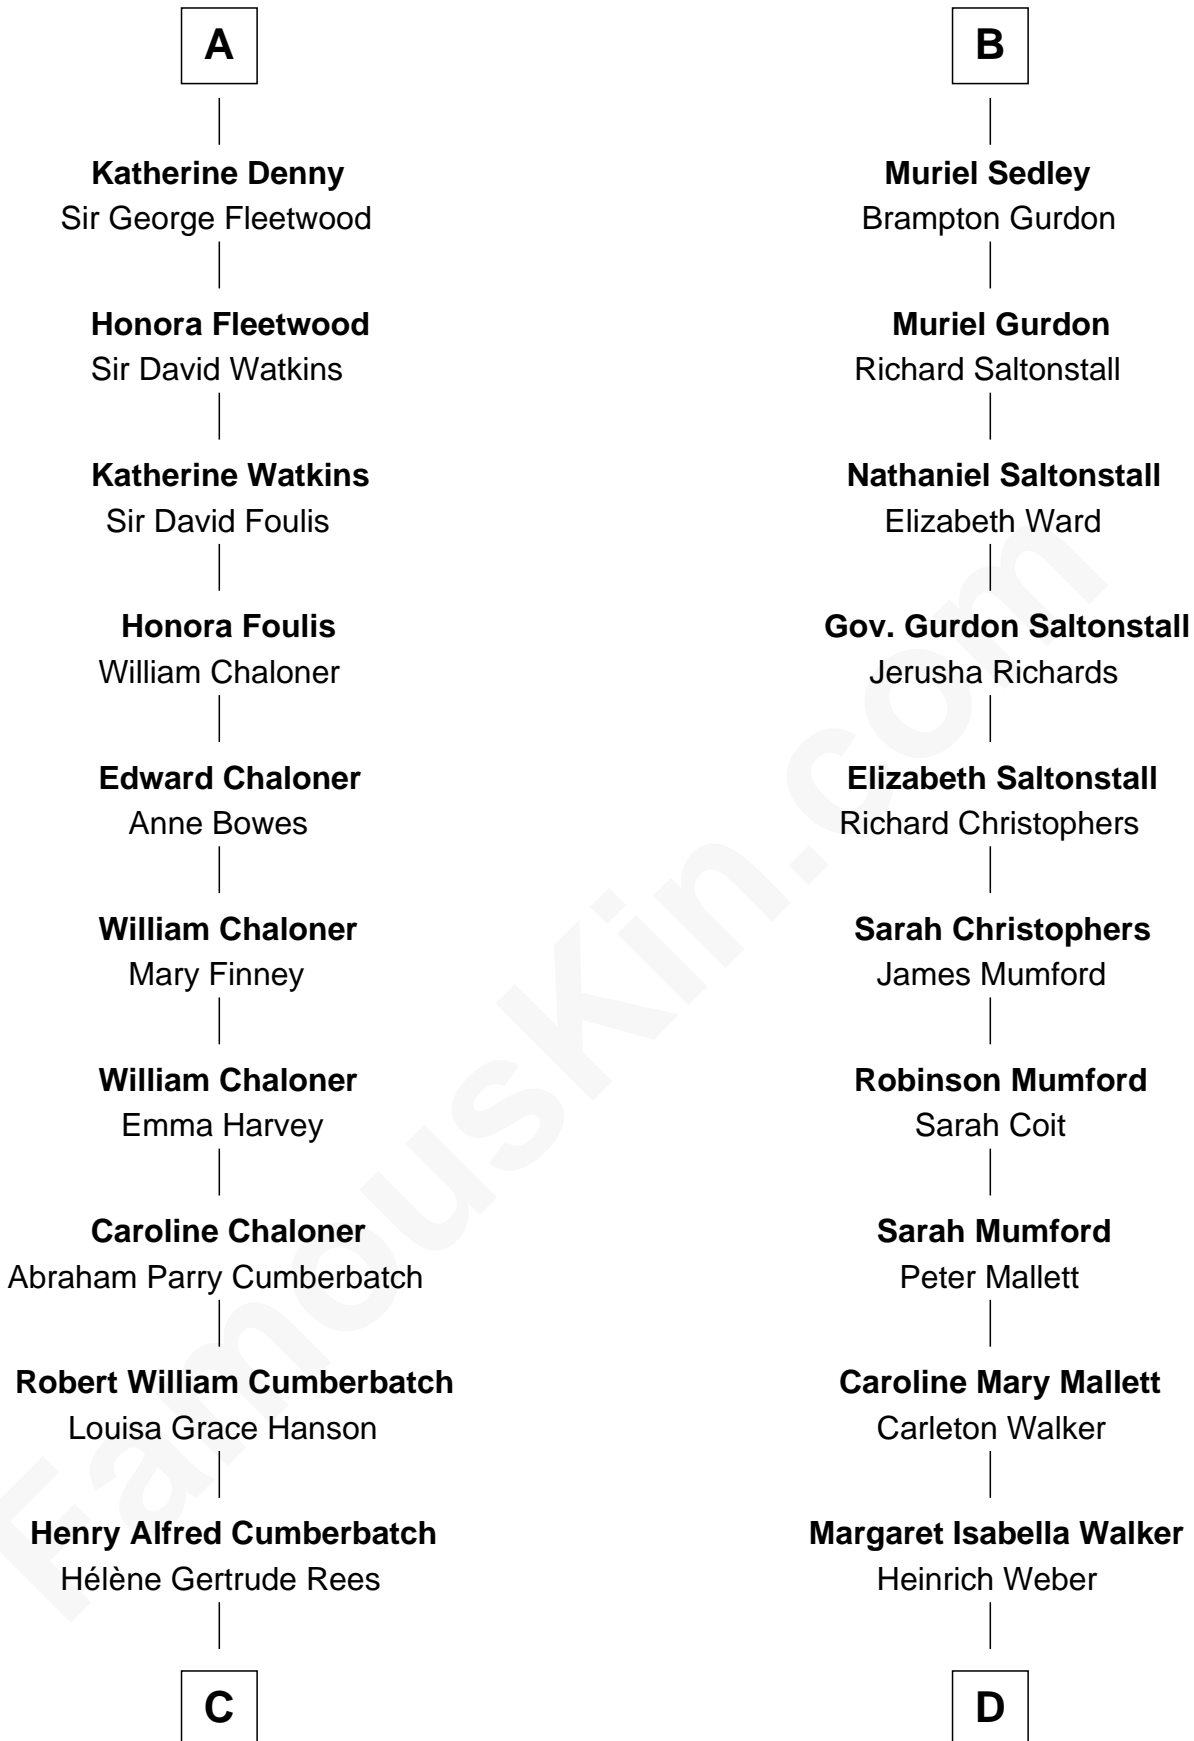 A
Katherine Denny
Sir George Fleetwood
Honora Fleetwood
Sir David Watkins
Katherine Watkins
Sir David Foulis
Honora Foulis
William Chaloner
Edward Chaloner
Anne Bowes
William Chaloner
Mary Finney
William Chaloner
Emma Harvey
Caroline Chaloner
Abraham Parry Cumberbatch
Robert William Cumberbatch
Louisa Grace Hanson
Henry Alfred Cumberbatch
Hélène Gertrude Rees
C
B
Muriel Sedley
Brampton Gurdon
Muriel Gurdon
Richard Saltonstall
Nathaniel Saltonstall
Elizabeth Ward
Gov. Gurdon Saltonstall
Jerusha Richards
Elizabeth Saltonstall
Richard Christophers
Sarah Christophers
James Mumford
Robinson Mumford
Sarah Coit
Sarah Mumford
Peter Mallett
Caroline Mary Mallett
Carleton Walker
Margaret Isabella Walker
Heinrich Weber
D
FamousKin.com